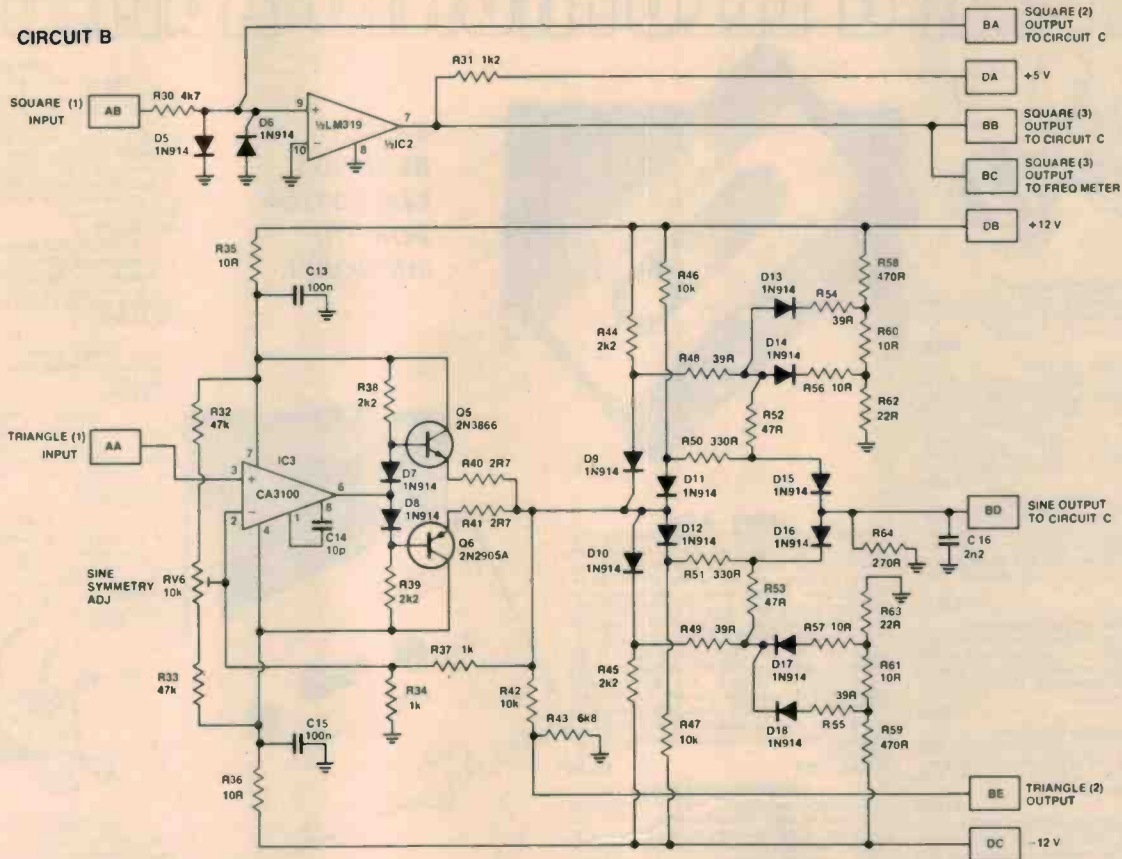 CIRCUIT B
BA
SQUARE (2)
OUTPUT
TO CIRCUIT C
R31 1k2
DA
+5 V
SQUARE (1)
INPUT
AB
R30 4k7
D5
1N914
D6
1N914
9
+
½LM319
10
−
8
7
½IC2
BB
SQUARE (3)
OUTPUT
TO CIRCUIT C
BC
SQUARE (3)
OUTPUT
TO FREQ METER
DB
+12 V
R35
10R
C13
100n
R46
10k
D13
1N914
R54
39R
R58
470R
R44
2k2
R60
10R
D14
1N914
R48 39R
R56 10R
R62
22R
R38
2k2
Q5
2N3866
R52
47R
R32
47k
TRIANGLE (1)
INPUT
AA
7
IC3
3
+
CA3100
6
2
−
4
1
8
C14
10p
D7
1N914
D8
1N914
R40 2R7
R41 2R7
Q6
2N2905A
D9
1N914
R50 330R
D11
1N914
D15
1N914
D12
1N914
D16
1N914
BD
SINE OUTPUT
TO CIRCUIT C
C16
2n2
R64
270R
D10
1N914
R51 330R
SINE
SYMMETRY
ADJ
RV6
10k
R39
2k2
R53
47R
R63
22R
R49 39R
R57 10R
R37 1k
R45
2k2
D17
1N914
R61
10R
R33
47k
R34
1k
R42
10k
39R
R55
R43 6k8
R47
10k
D18
1N914
R59
470R
C15
100n
R36
10R
BE
TRIANGLE (2)
OUTPUT
DC
−12 V